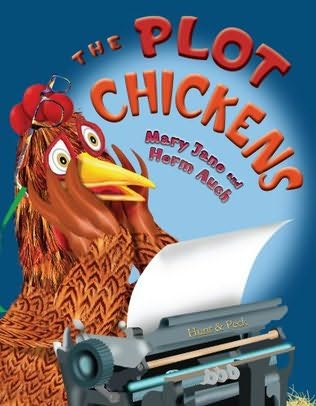 THE PLOT
CHICKENS
Mary Jane and
Herm Auch
Hunt & Peck